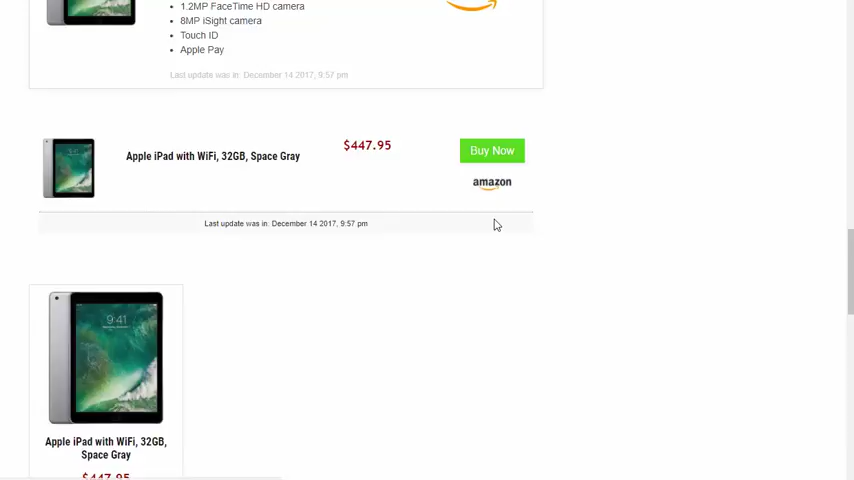 1.2MP FaceTime HD camera
8MP iSight camera
Touch ID
Apple Pay
Last update was in: December 14 2017, 9:57 pm
Apple iPad with WiFi, 32GB, Space Gray
$447.95
Buy Now
amazon
Last update was in: December 14 2017, 9:57 pm
9:41
Apple iPad with WiFi, 32GB,
Space Gray
$447.95